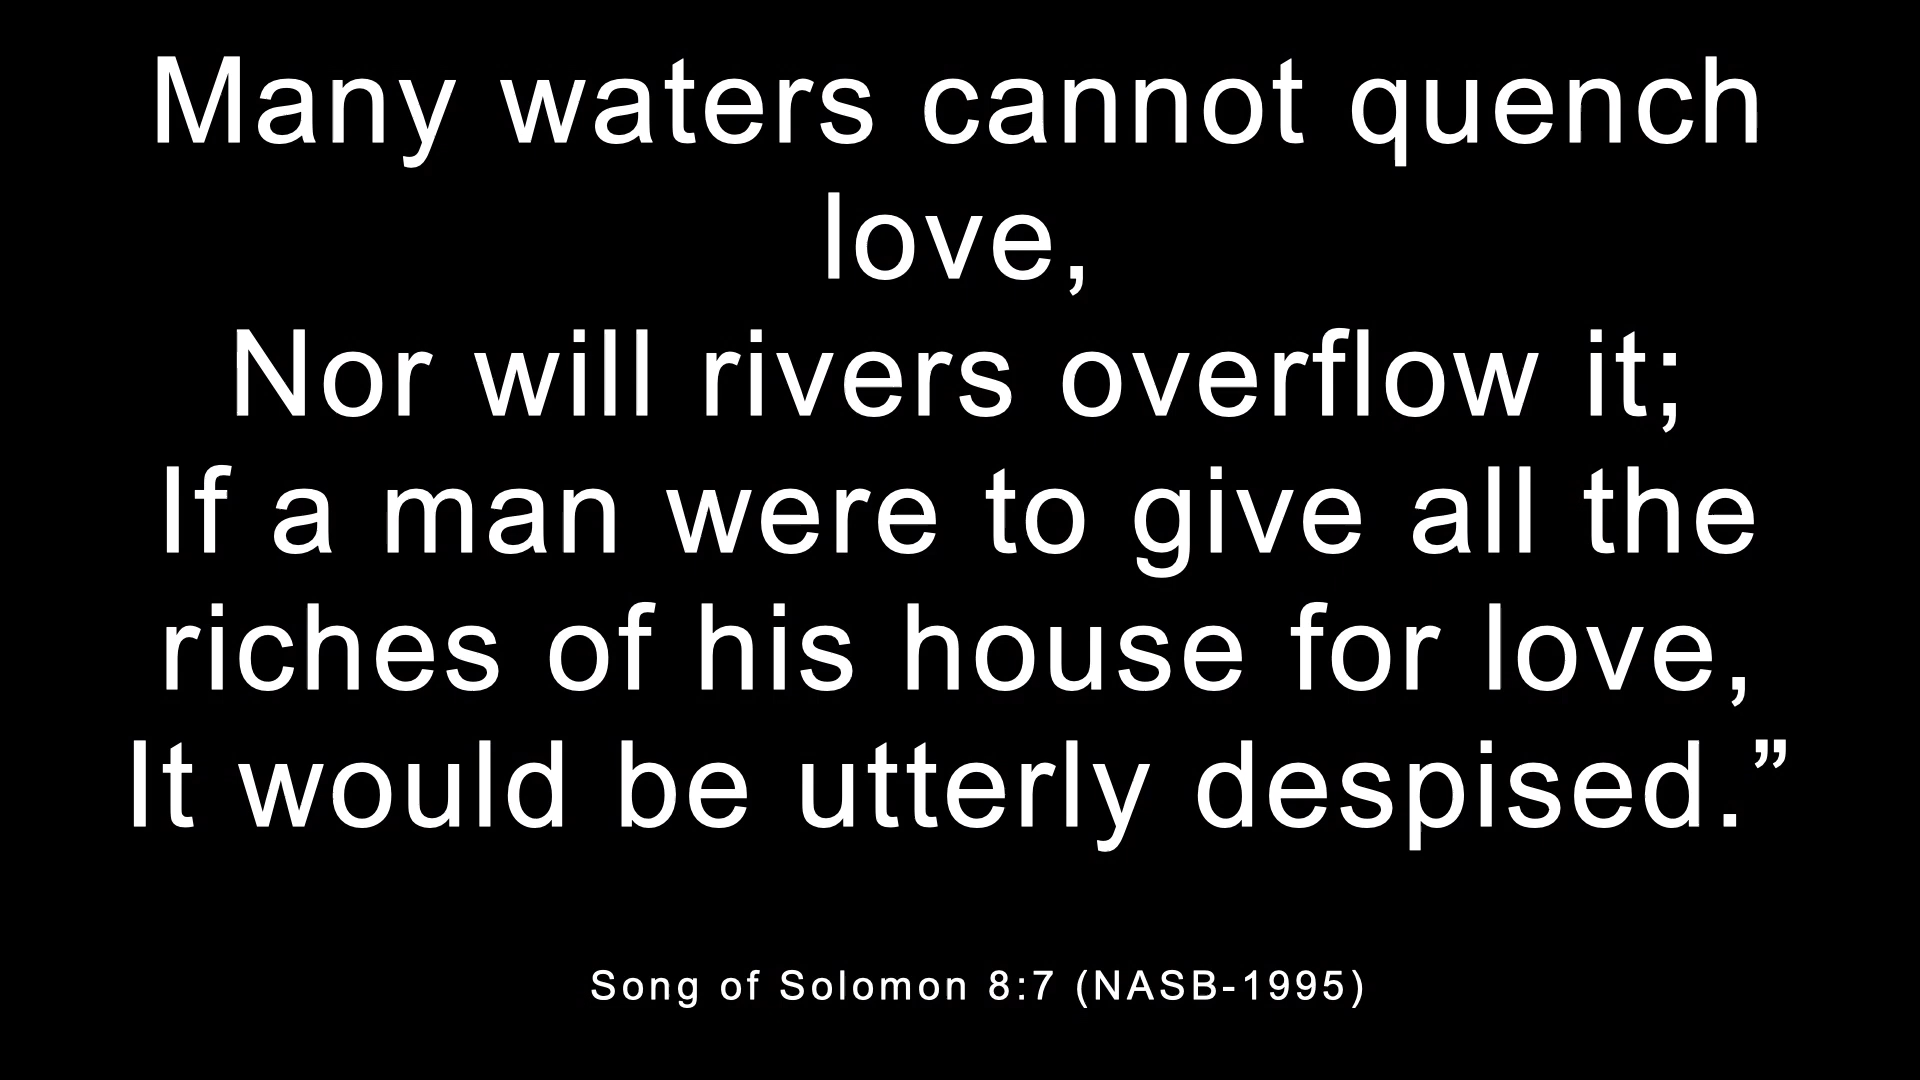 Many waters cannot quench
love,
Nor will rivers overflow it;
If a man were to give all the
riches of his house for love,
It would be utterly despised.”
Song of Solomon 8:7 (NASB-1995)